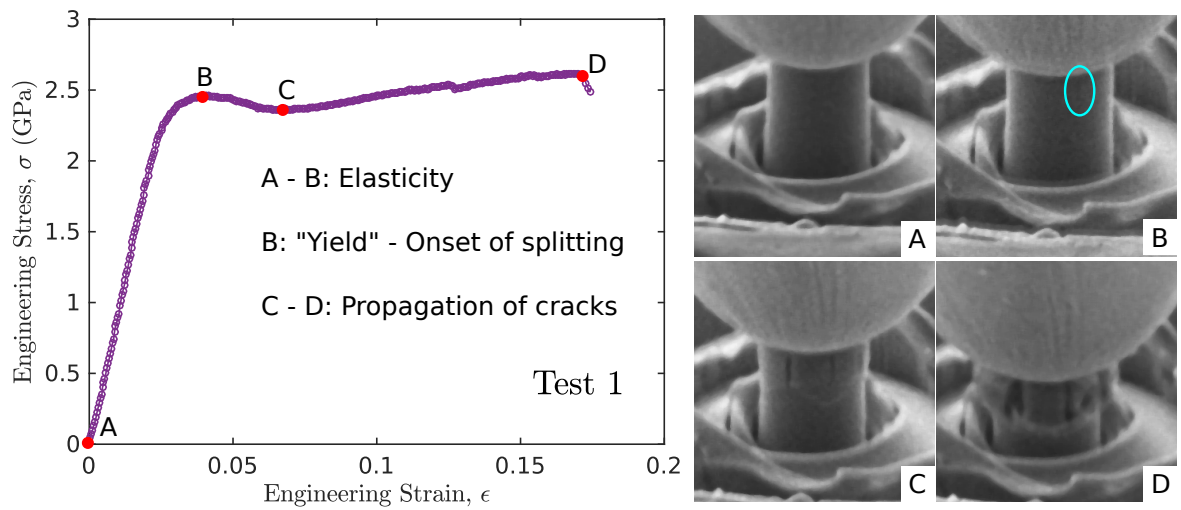 3
2.5
2
1.5
1
0.5
0
Engineering Stress, σ (GPa)
B
C
D
A
A - B: Elasticity
B: "Yield" - Onset of splitting
C - D: Propagation of cracks
Test 1
0
0.05
0.1
0.15
0.2
Engineering Strain, ϵ
A
B
C
D